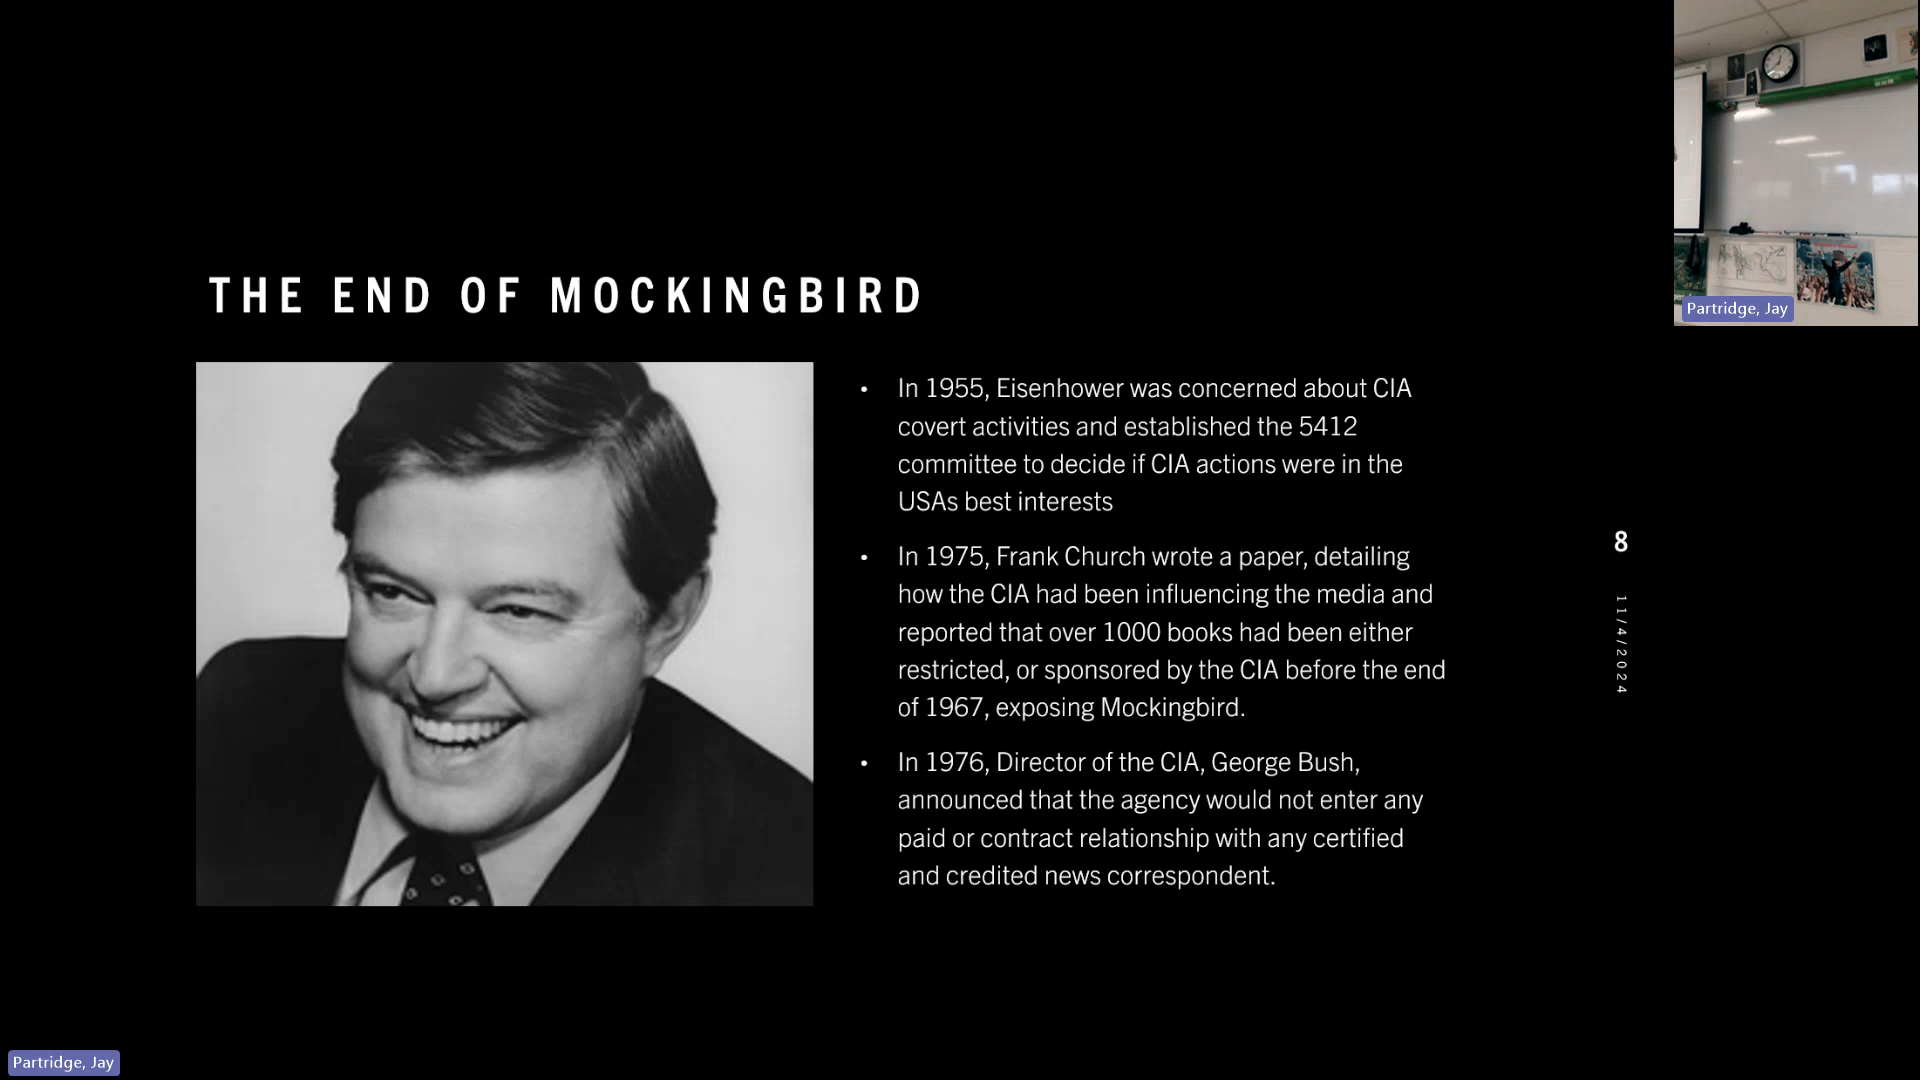 THE END OF MOCKINGBIRD
• In 1955, Eisenhower was concerned about CIA
covert activities and established the 5412
committee to decide if CIA actions were in the
USAs best interests
• In 1975, Frank Church wrote a paper, detailing
how the CIA had been influencing the media and
reported that over 1000 books had been either
restricted, or sponsored by the CIA before the end
of 1967, exposing Mockingbird.
• In 1976, Director of the CIA, George Bush,
announced that the agency would not enter any
paid or contract relationship with any certified
and credited news correspondent.
8
11/4/2024
Partridge, Jay
Partridge, Jay